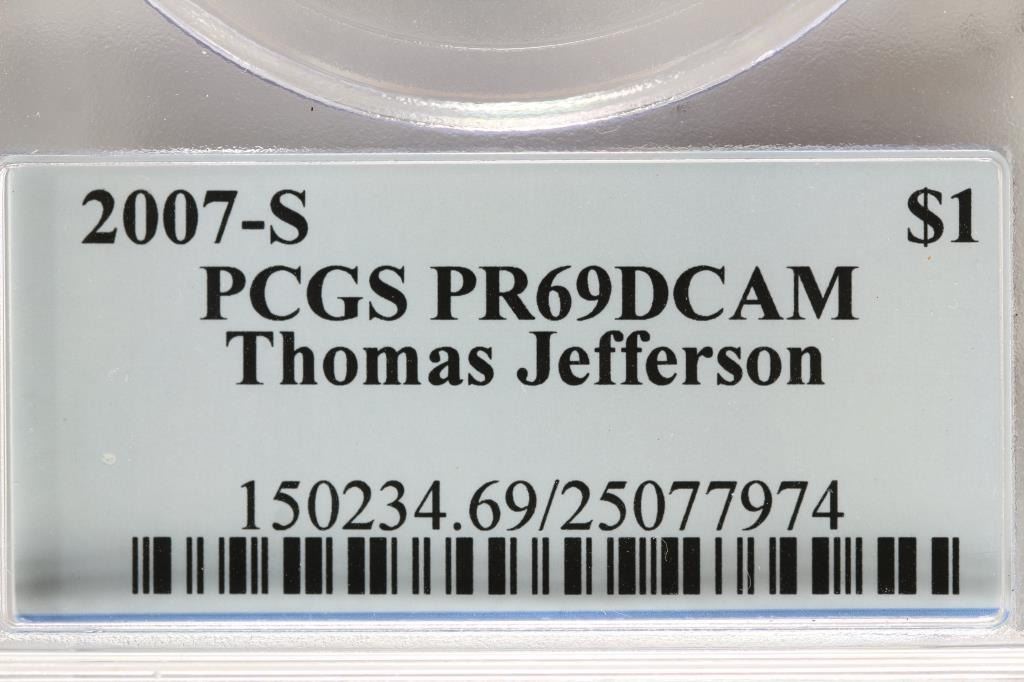 2007-S $1
PCGS PR69DCAM
Thomas Jefferson
150234.69/25077974